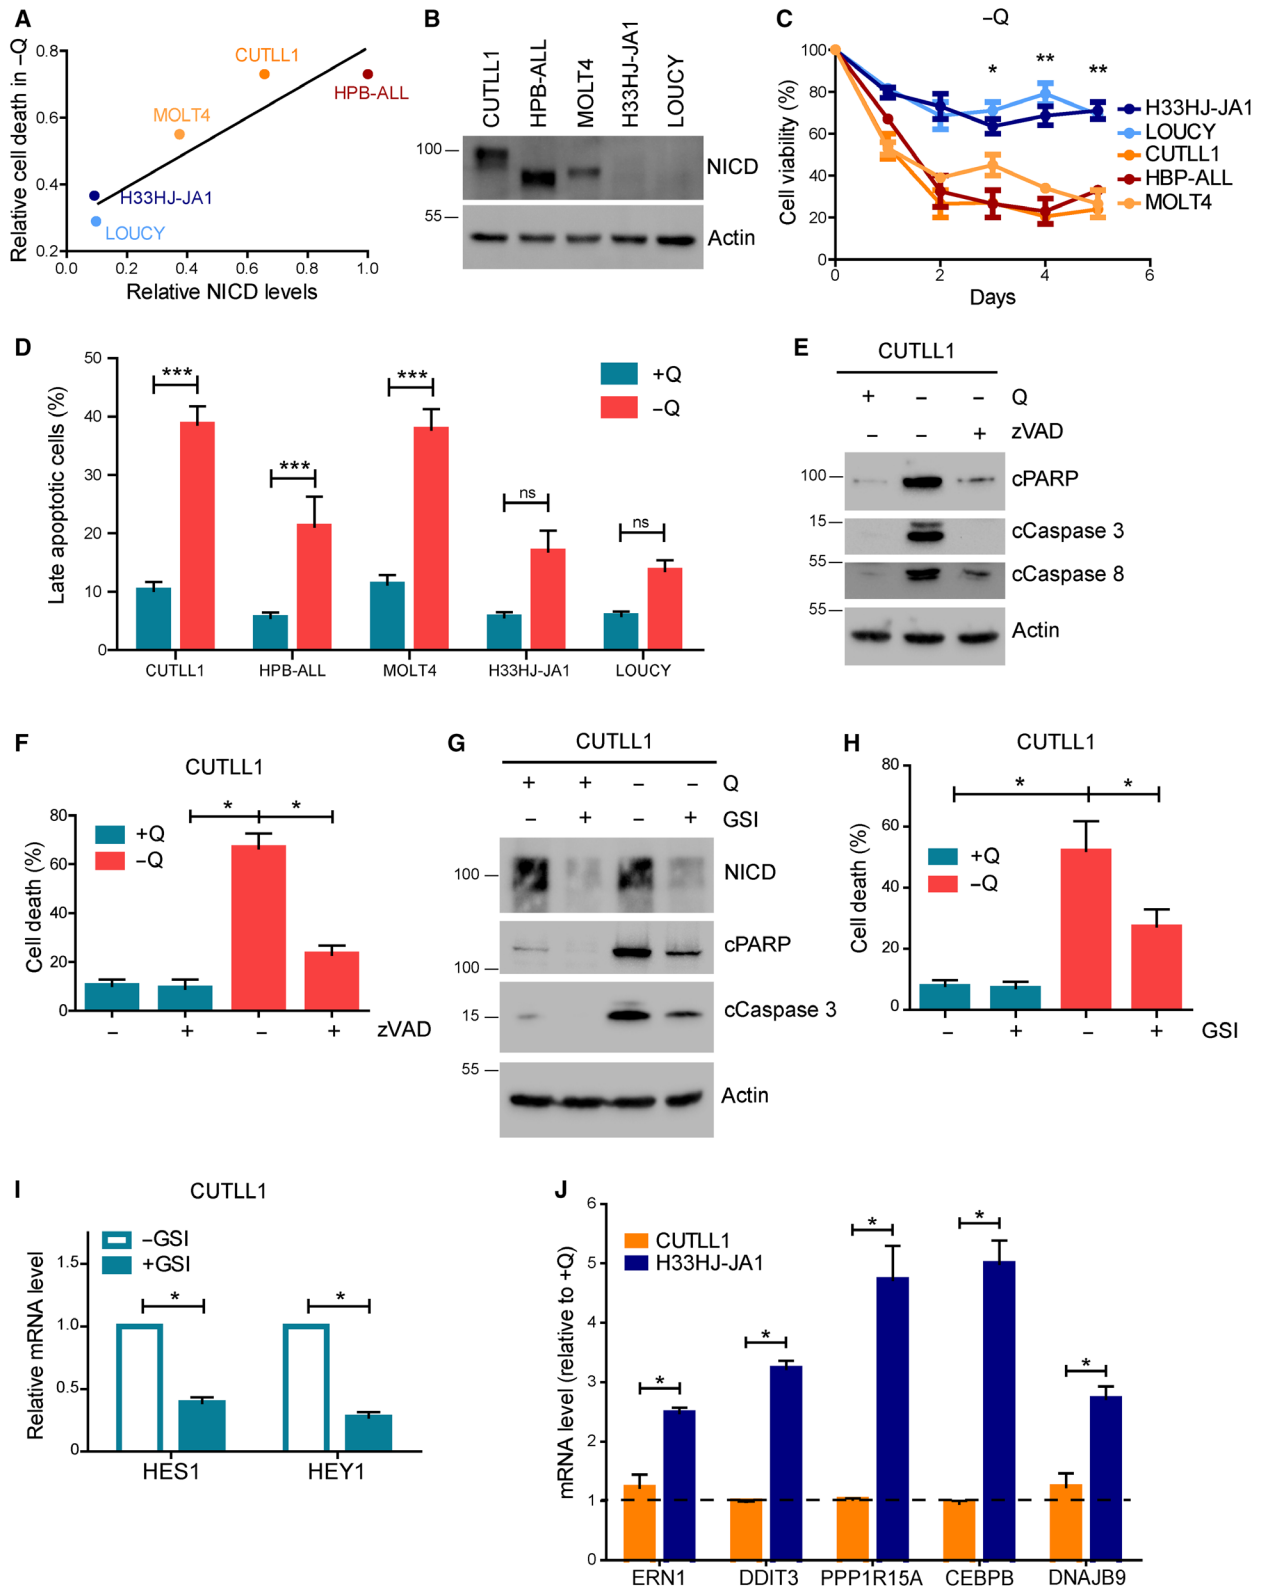 A
Relative cell death in –Q
0.8
0.6
0.4
0.2
0.0
0.2
0.4
0.6
0.8
1.0
CUTLL1
HPB-ALL
MOLT4
H33HJ-JA1
LOUCY
Relative NICD levels
B
CUTLL1
HPB-ALL
MOLT4
H33HJ-JA1
LOUCY
100
NICD
55
Actin
C
–Q
Cell viability (%)
100
80
60
40
20
0
0
2
4
6
Days
*
**
**
H33HJ-JA1
LOUCY
CUTLL1
HBP-ALL
MOLT4
D
Late apoptotic cells (%)
50
40
30
20
10
0
***
***
***
ns
ns
+Q
–Q
CUTLL1
HPB-ALL
MOLT4
H33HJ-JA1
LOUCY
E
CUTLL1
+ – – Q
– – + zVAD
100
cPARP
15
cCaspase 3
55
cCaspase 8
55
Actin
F
CUTLL1
Cell death (%)
80
60
40
20
0
+Q
–Q
* *
– + – + zVAD
G
CUTLL1
+ + – – Q
– + – + GSI
100
NICD
cPARP
100
15
cCaspase 3
55
Actin
H
CUTLL1
Cell death (%)
80
60
40
20
0
+Q
–Q
* *
– + – + GSI
I
CUTLL1
Relative mRNA level
–GSI
+GSI
1.5
1.0
0.5
0
* *
HES1
HEY1
J
mRNA level (relative to +Q)
6
5
4
3
2
1
0
CUTLL1
H33HJ-JA1
* * * * *
ERN1
DDIT3
PPP1R15A
CEBPB
DNAJB9